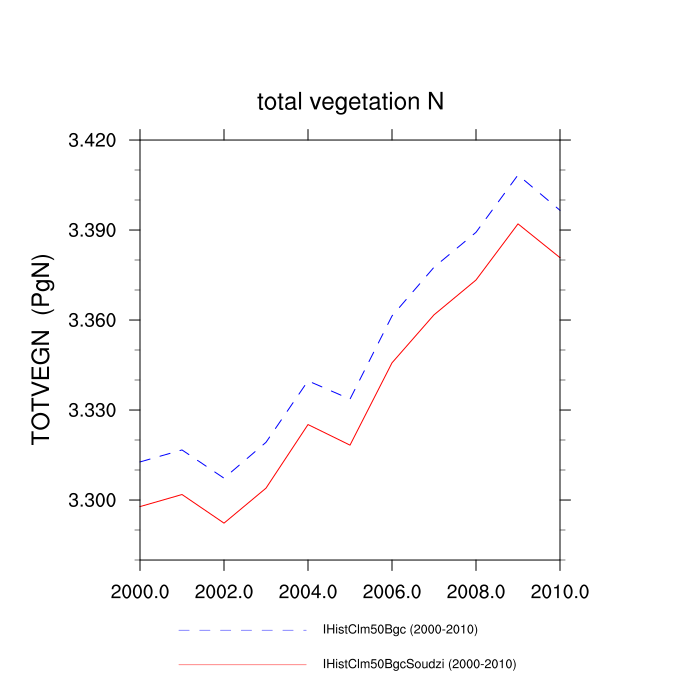 total vegetation N
3.420
3.390
3.360
3.330
3.300
TOTVEGN (PgN)
2000.0 2002.0 2004.0 2006.0 2008.0 2010.0
IHistClm50Bgc (2000-2010)
IHistClm50BgcSoudzi (2000-2010)